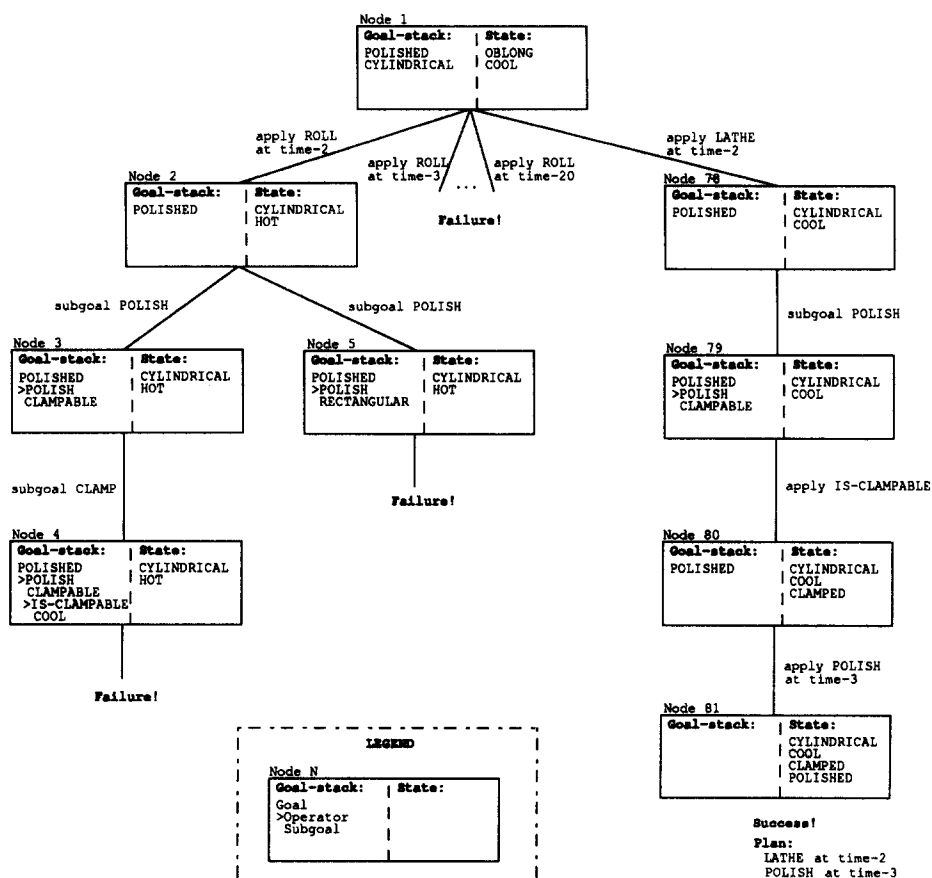 Node 1
Goal-stack: State:
POLISHED OBLONG
CYLINDRICAL COOL
apply ROLL
at time-2
apply ROLL
at time-3
...
apply ROLL
at time-20
Failure!
apply LATHE
at time-2
Node 2
Goal-stack: State:
POLISHED CYLINDRICAL
HOT
Node 78
Goal-stack: State:
POLISHED CYLINDRICAL
COOL
subgoal POLISH
subgoal POLISH
subgoal POLISH
Node 3
Goal-stack: State:
POLISHED CYLINDRICAL
>POLISH HOT
CLAMPABLE
Node 5
Goal-stack: State:
POLISHED CYLINDRICAL
>POLISH HOT
RECTANGULAR
Node 79
Goal-stack: State:
POLISHED CYLINDRICAL
>POLISH COOL
CLAMPABLE
subgoal CLAMP
Failure!
apply IS-CLAMPABLE
Node 4
Goal-stack: State:
POLISHED CYLINDRICAL
>POLISH HOT
CLAMPABLE
>IS-CLAMPABLE
COOL
Failure!
Node 80
Goal-stack: State:
POLISHED CYLINDRICAL
COOL
CLAMPED
apply POLISH
at time-3
Node 81
Goal-stack: State:
CYLINDRICAL
COOL
CLAMPED
POLISHED
Success!
Plan:
LATHE at time-2
POLISH at time-3
LEGEND
Node N
Goal-stack: State:
Goal
>Operator
Subgoal